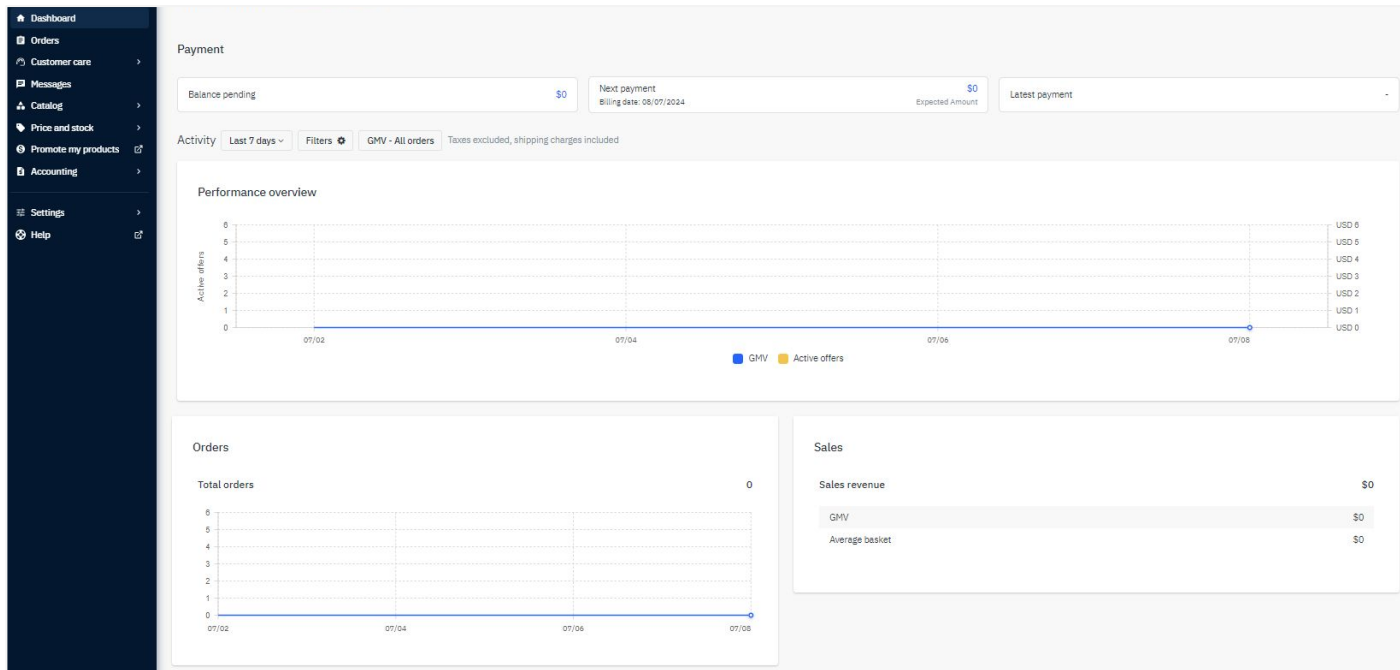 Dashboard
Orders
Customer care
Messages
Catalog
Price and stock
Promote my products
Accounting
Settings
Help
Payment
Balance pending $0
Next payment $0
Billing date: 08/07/2024 Expected Amount
Latest payment -
Activity Last 7 days Filters GMV - All orders Taxes excluded, shipping charges included
Performance overview
Active offers
6 USD 6
5 USD 5
4 USD 4
3 USD 3
2 USD 2
1 USD 1
0 USD 0
07/02 07/04 07/06 07/08
GMV Active offers
Orders
Total orders 0
6
5
4
3
2
1
0
07/02 07/04 07/06 07/08
Sales
Sales revenue $0
GMV $0
Average basket $0